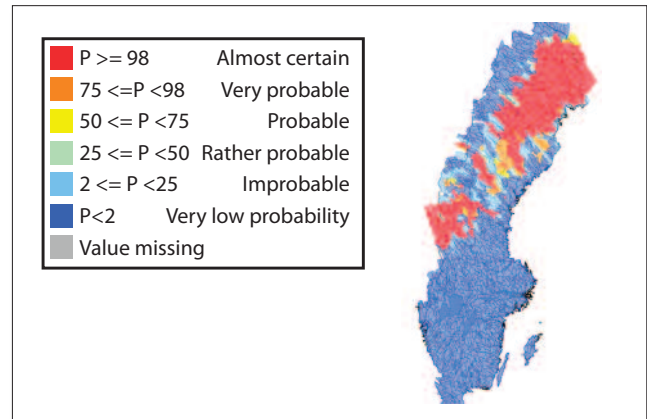 P >= 98 Almost certain
75 <=P <98 Very probable
50 <= P <75 Probable
25 <= P <50 Rather probable
2 <= P <25 Improbable
P<2 Very low probability
Value missing